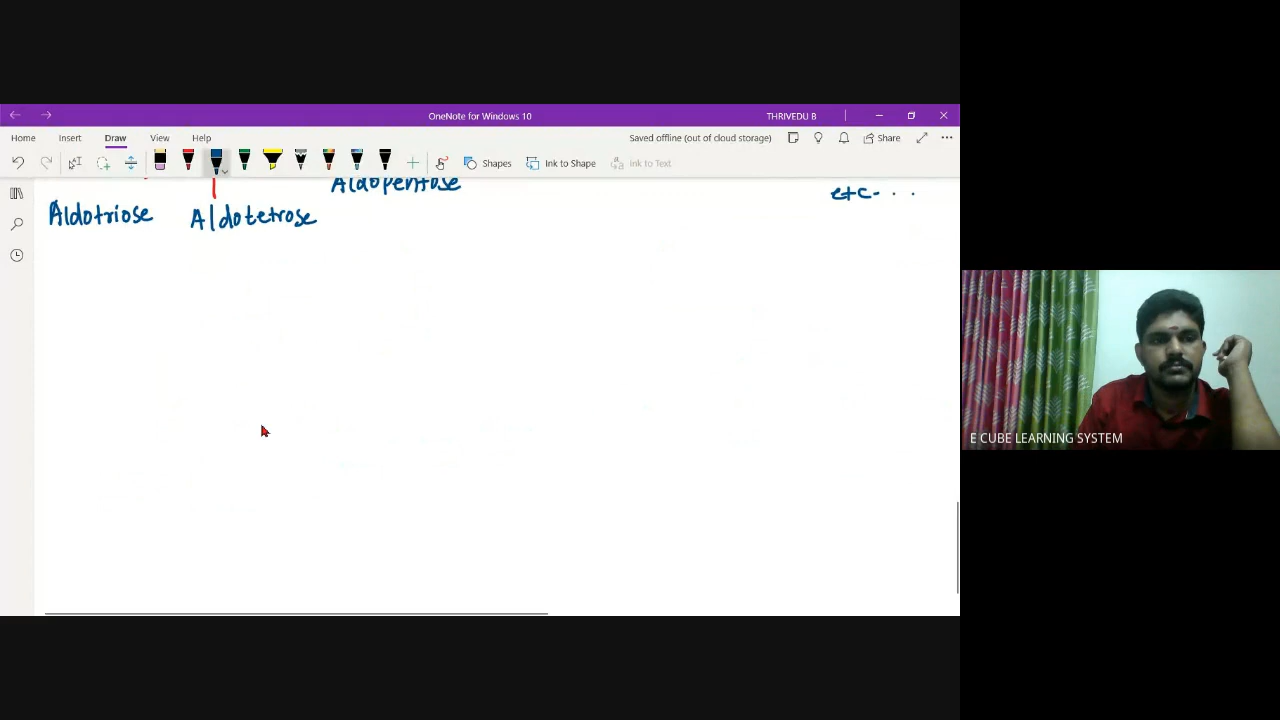 OneNote for Windows 10
THRIVEDU B
Home Insert Draw View Help
Saved offline (out of cloud storage)
Share
Shapes
Ink to Shape
Ink to Text
Aldopentose
etc- . .
Aldotriose
Aldotetrose
E CUBE LEARNING SYSTEM